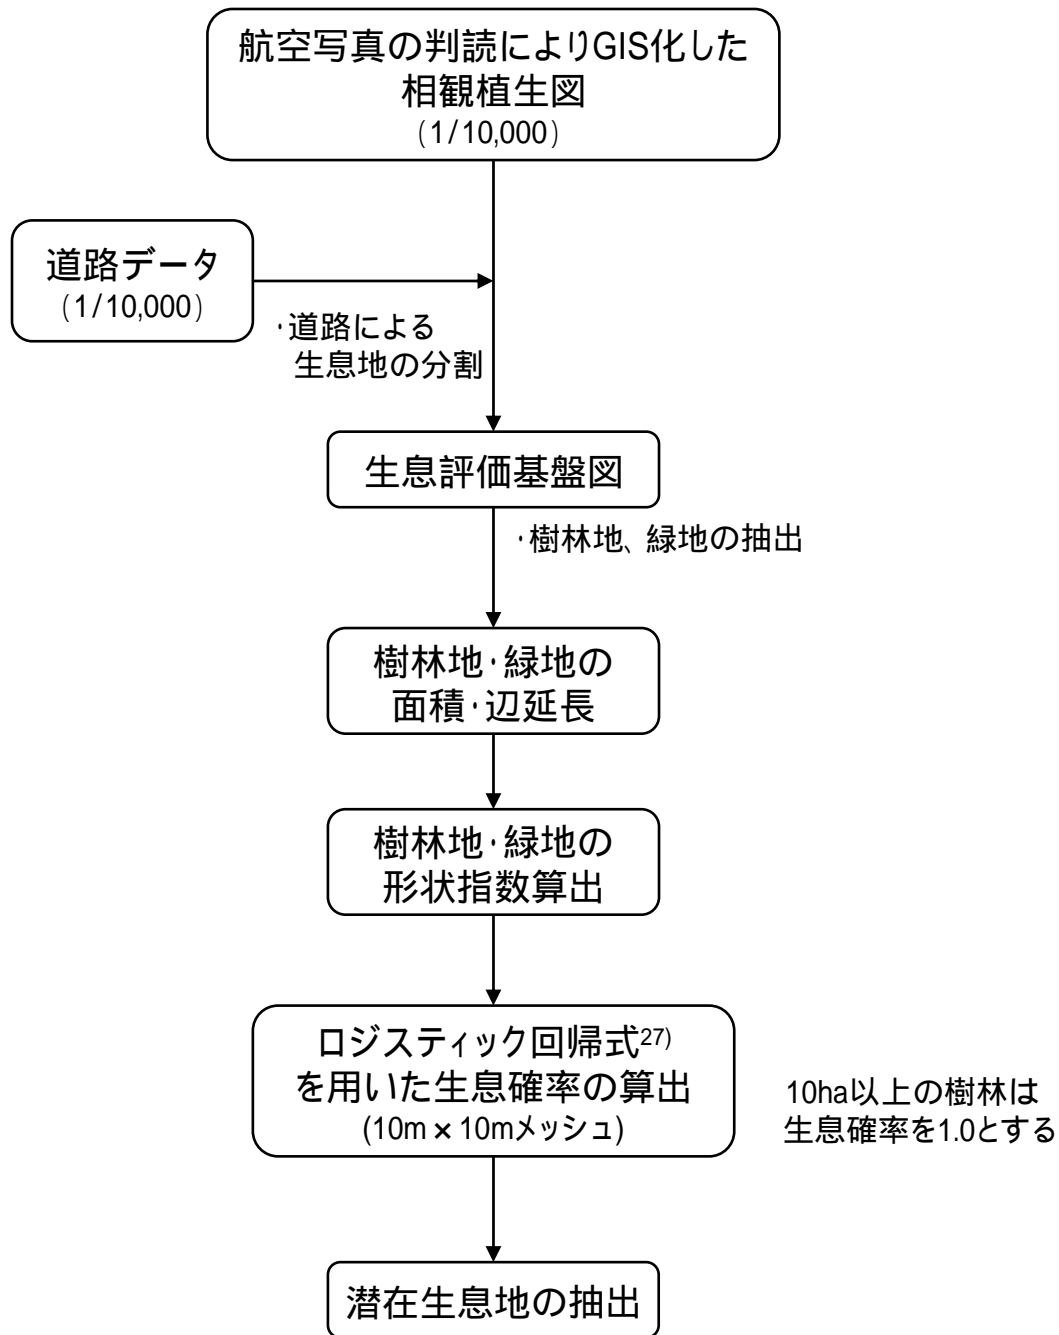 航空写真の判読によりGIS化した
相観植生図
(1/10,000)
道路データ
(1/10,000)
・道路による
生息地の分割
生息評価基盤図
・樹林地、緑地の抽出
樹林地・緑地の
面積・辺延長
樹林地・緑地の
形状指数算出
ロジスティック回帰式27)
を用いた生息確率の算出
(10m×10mメッシュ)
10ha以上の樹林は
生息確率を1.0とする
潜在生息地の抽出